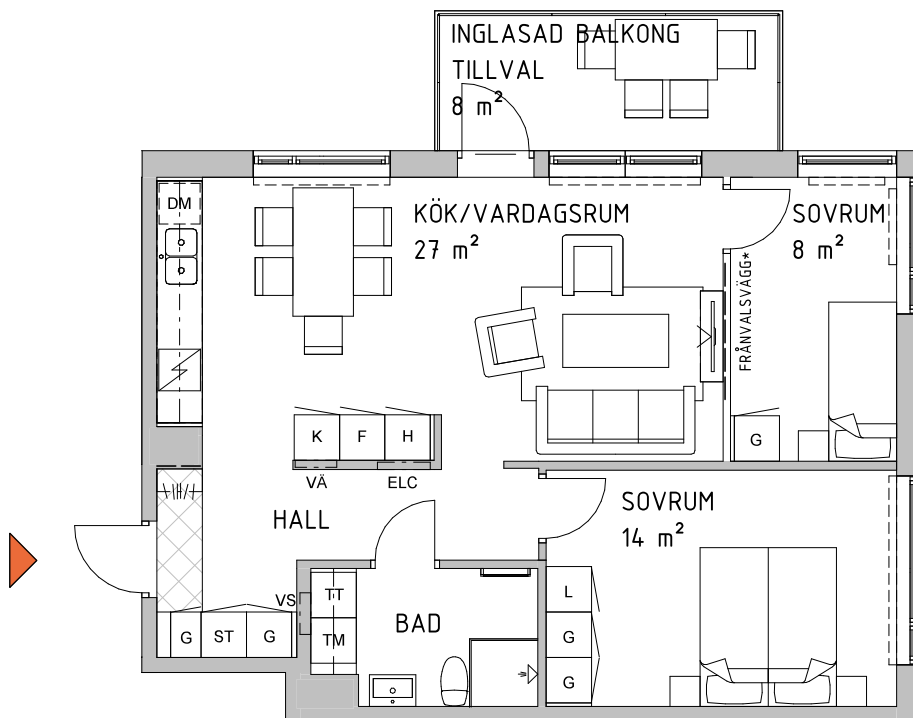 INGLASAD BALKONG
TILLVAL
8 m²
DM
KÖK/VARDAGSRUM
27 m²
SOVRUM
8 m²
FRÅNVALSVÄGG*
K F H
G
VÄ ELC
HALL
SOVRUM
14 m²
VS
TT
L
G ST G
TM
BAD
G
G